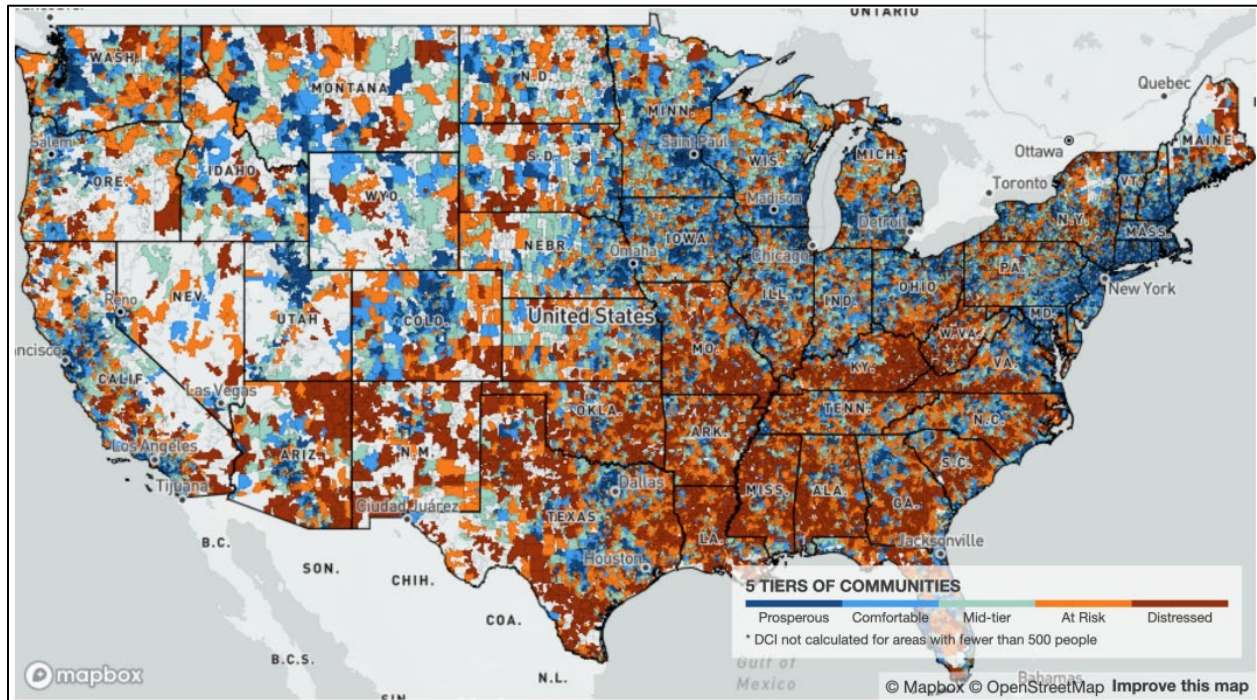 ONTARIO
WASH.
MONTANA
N.D.
MINN.
Quebec
Salem
ORE.
IDAHO
WYO.
S.D.
Saint Paul
WIS.
MICH.
Ottawa
MAINE
Toronto
VT.
N.Y.
MASS.
Madison
Detroit
NEBR.
IOWA
Omaha
Chicago
New York
PA.
Reno
NEV.
UTAH
COLO.
United States
ILL.
IND.
OHIO
MD.
W.VA.
VA.
ncisco
CALIF.
MO.
KY.
Las Vegas
Los Angeles
ARIZ.
N.M.
OKLA.
ARK.
TENN.
N.C.
S.C.
Tijuana
Ciudad Juárez
TEXAS
Dallas
MISS.
ALA.
GA.
LA.
Houston
Jacksonville
B.C.
SON.
CHIH.
COA.
B.C.S.
N.L.
SIN.
5 TIERS OF COMMUNITIES
Prosperous Comfortable Mid-tier At Risk Distressed
* DCI not calculated for areas with fewer than 500 people
Gulf of
Mexico
Bahamas
mapbox
© Mapbox © OpenStreetMap Improve this map